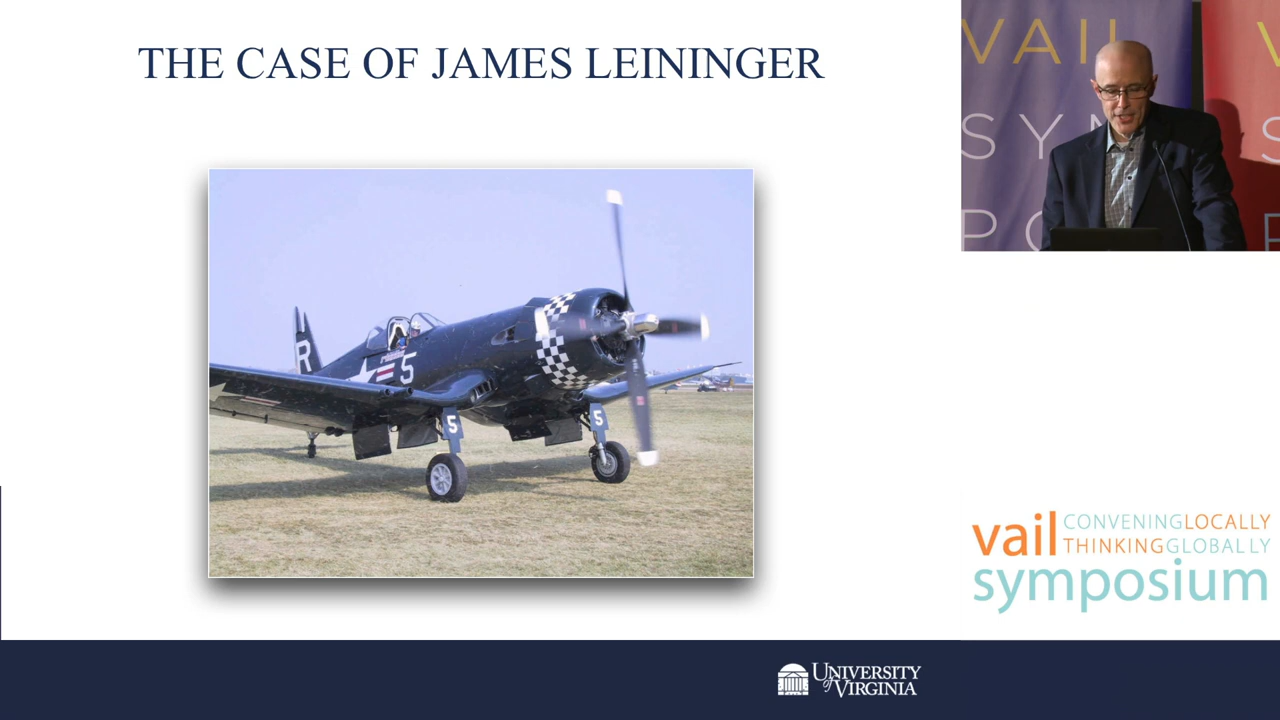 THE CASE OF JAMES LEININGER
VAIL
SYM
PO
V
S
R
5
5
5
vail
CONVENINGLOCALLY
THINKINGGLOBALLY
symposium
UNIVERSITY
of VIRGINIA